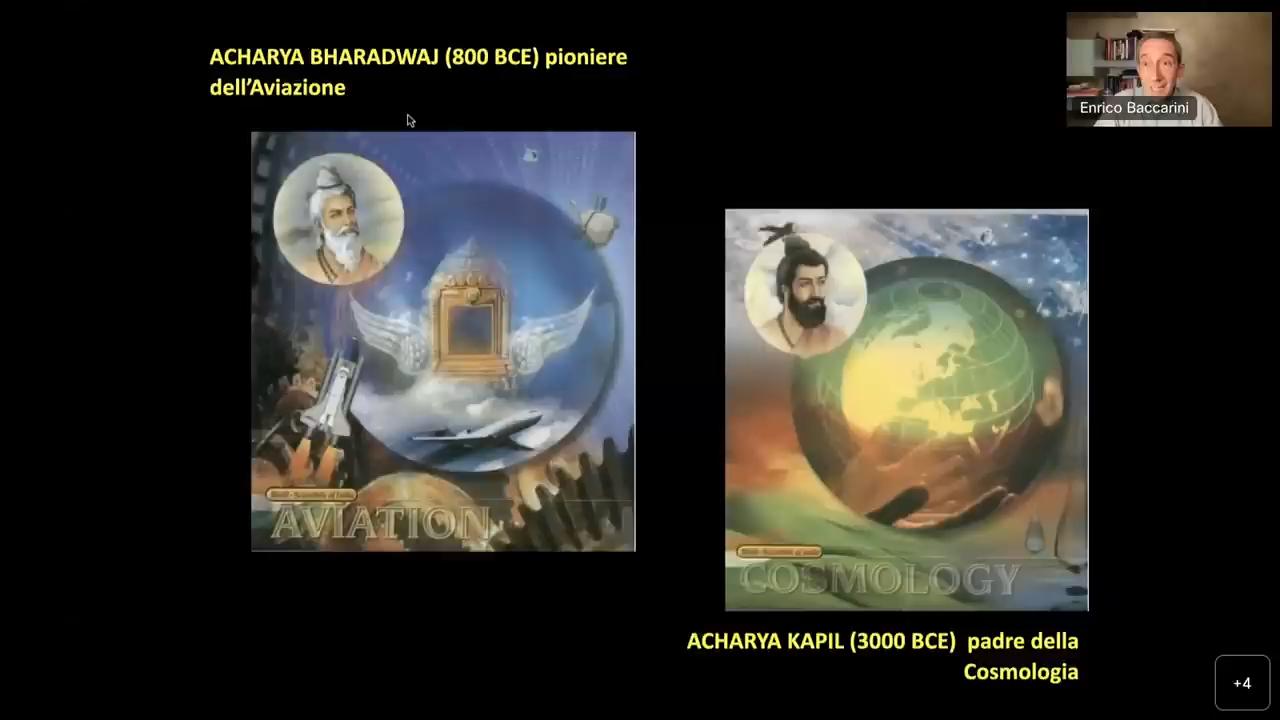 ACHARYA BHARADWAJ (800 BCE) pioniere
dell'Aviazione
Enrico Baccarini
AVIATION
COSMOLOGY
ACHARYA KAPIL (3000 BCE) padre della
Cosmologia
+4